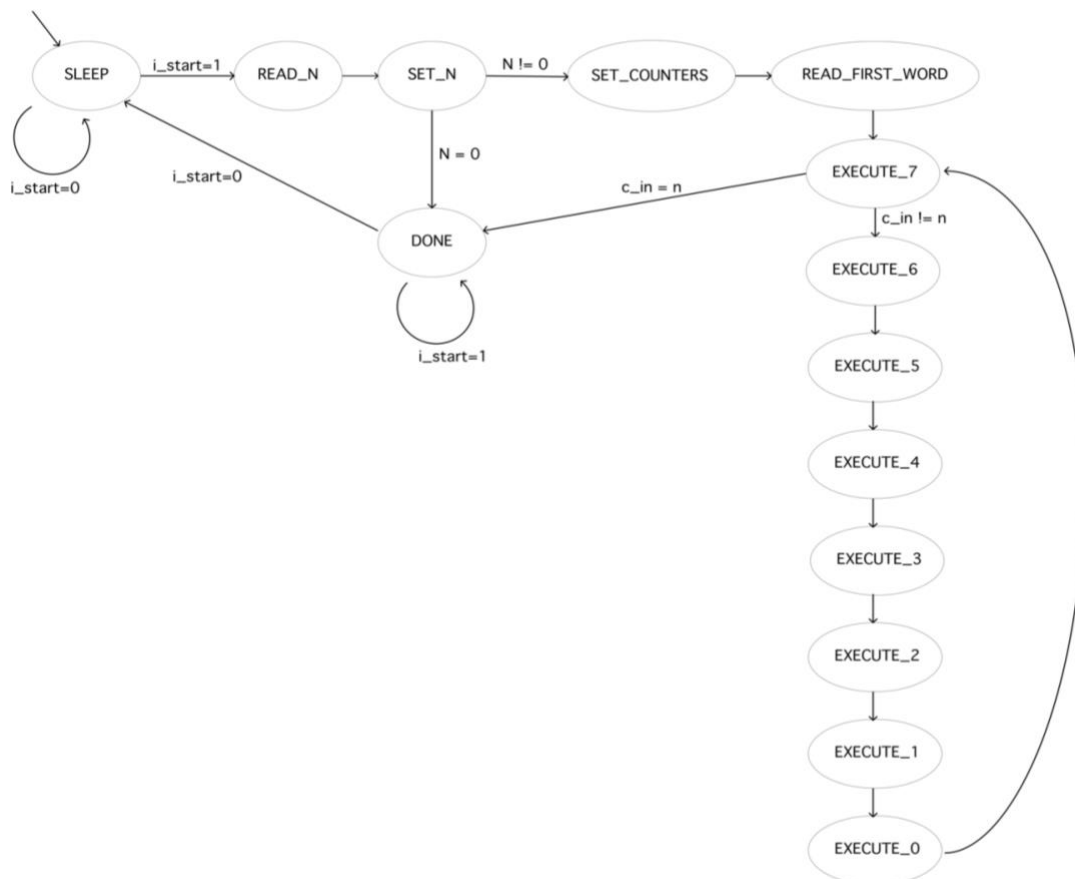 i_start=1
N != 0
SLEEP
READ_N
SET_N
SET_COUNTERS
READ_FIRST_WORD
N = 0
i_start=0
i_start=0
c_in = n
EXECUTE_7
c_in != n
DONE
EXECUTE_6
i_start=1
EXECUTE_5
EXECUTE_4
EXECUTE_3
EXECUTE_2
EXECUTE_1
EXECUTE_0